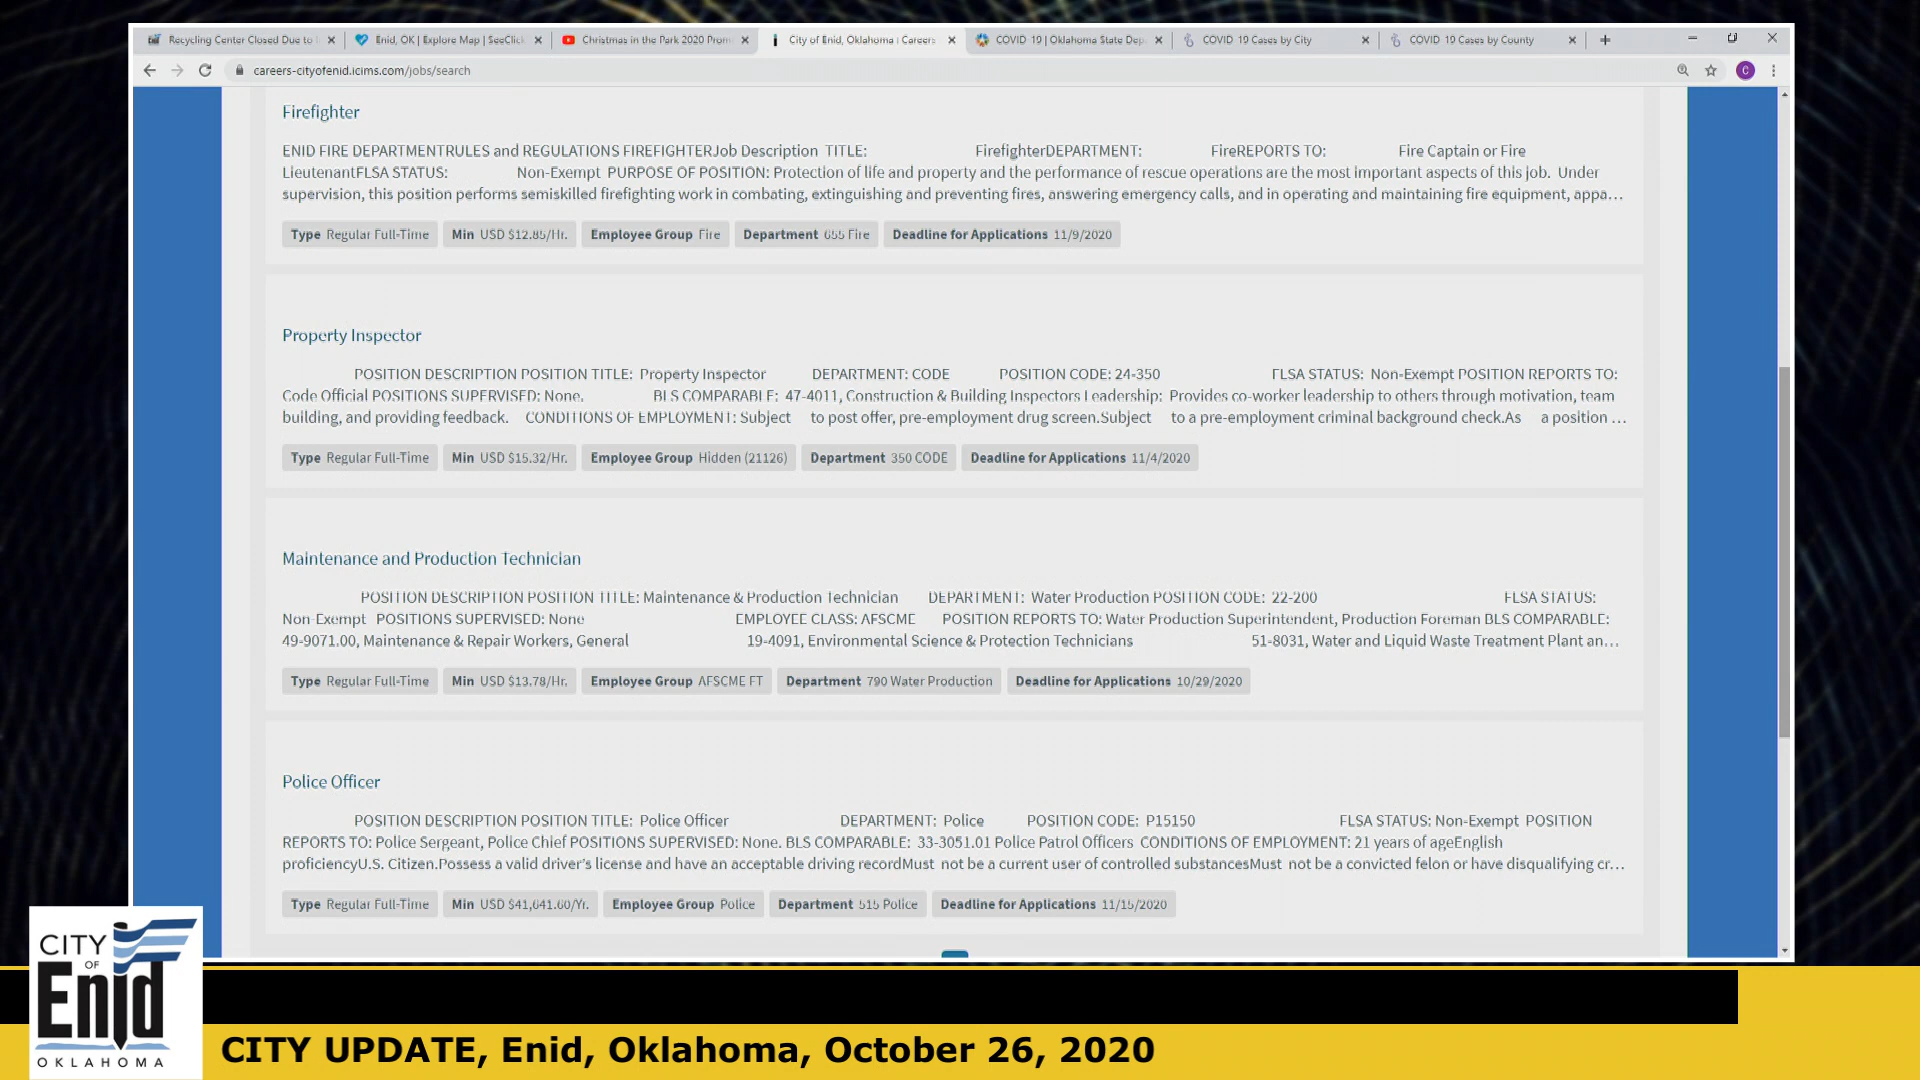 Recycling Center Closed Due to
Enid, OK | Explore Map | SeeClick
Christmas in the Park 2020 Prom
City of Enid, Oklahoma | Careers
COVID 19 | Oklahoma State Dep
COVID 19 Cases by City
COVID 19 Cases by County
careers-cityofenid.icims.com/jobs/search
C
Firefighter
ENID FIRE DEPARTMENTRULES and REGULATIONS FIREFIGHTERJob Description TITLE: FirefighterDEPARTMENT: FireREPORTS TO: Fire Captain or Fire
LieutenantFLSA STATUS: Non-Exempt PURPOSE OF POSITION: Protection of life and property and the performance of rescue operations are the most important aspects of this job. Under
supervision, this position performs semiskilled firefighting work in combating, extinguishing and preventing fires, answering emergency calls, and in operating and maintaining fire equipment, appa...
Type Regular Full-Time Min USD $12.85/Hr. Employee Group Fire Department 655 Fire Deadline for Applications 11/9/2020
Property Inspector
POSITION DESCRIPTION POSITION TITLE: Property Inspector DEPARTMENT: CODE POSITION CODE: 24-350 FLSA STATUS: Non-Exempt POSITION REPORTS TO:
Code Official POSITIONS SUPERVISED: None. BLS COMPARABLE: 47-4011, Construction & Building Inspectors Leadership: Provides co-worker leadership to others through motivation, team
building, and providing feedback. CONDITIONS OF EMPLOYMENT: Subject to post offer, pre-employment drug screen.Subject to a pre-employment criminal background check.As a position ...
Type Regular Full-Time Min USD $15.32/Hr. Employee Group Hidden (21126) Department 350 CODE Deadline for Applications 11/4/2020
Maintenance and Production Technician
POSITION DESCRIPTION POSITION TITLE: Maintenance & Production Technician DEPARTMENT: Water Production POSITION CODE: 22-200 FLSA STATUS:
Non-Exempt POSITIONS SUPERVISED: None EMPLOYEE CLASS: AFSCME POSITION REPORTS TO: Water Production Superintendent, Production Foreman BLS COMPARABLE:
49-9071.00, Maintenance & Repair Workers, General 19-4091, Environmental Science & Protection Technicians 51-8031, Water and Liquid Waste Treatment Plant an...
Type Regular Full-Time Min USD $13.78/Hr. Employee Group AFSCME FT Department 790 Water Production Deadline for Applications 10/29/2020
Police Officer
POSITION DESCRIPTION POSITION TITLE: Police Officer DEPARTMENT: Police POSITION CODE: P15150 FLSA STATUS: Non-Exempt POSITION
REPORTS TO: Police Sergeant, Police Chief POSITIONS SUPERVISED: None. BLS COMPARABLE: 33-3051.01 Police Patrol Officers CONDITIONS OF EMPLOYMENT: 21 years of ageEnglish
proficiencyU.S. Citizen.Possess a valid driver's license and have an acceptable driving recordMust not be a current user of controlled substancesMust not be a convicted felon or have disqualifying cr...
Type Regular Full-Time Min USD $41,641.60/Yr. Employee Group Police Department 515 Police Deadline for Applications 11/15/2020
CITY
OF
Enid
OKLAHOMA
CITY UPDATE, Enid, Oklahoma, October 26, 2020